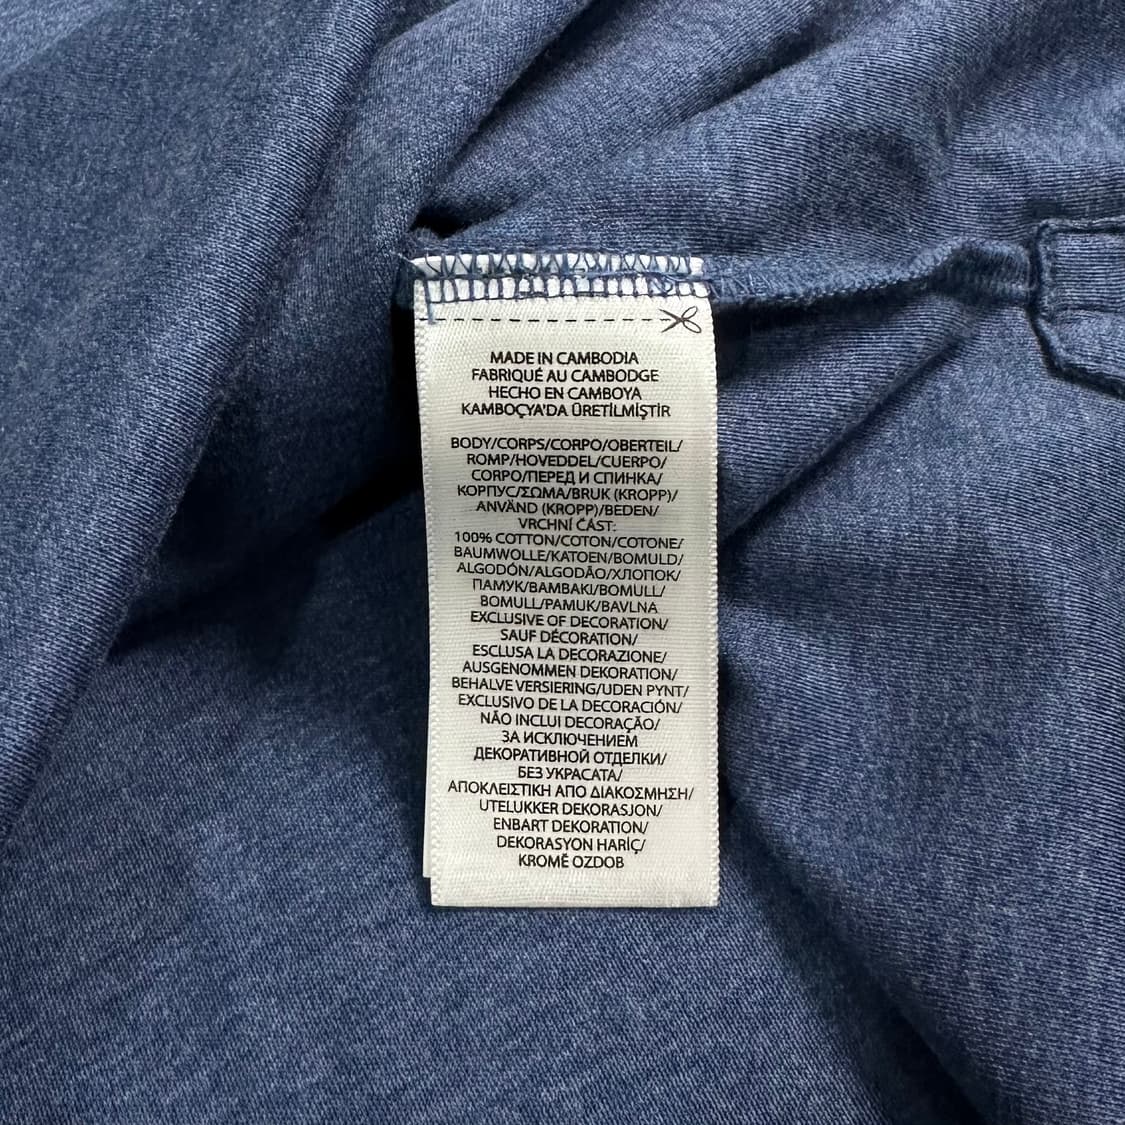 MADE IN CAMBODIA
FABRIQUÉ AU CAMBODGE
HECHO EN CAMBOYA
KAMBOÇYA'DA ÜRETİLMİŞTİR
BODY/CORPS/CORPO/OBERTEIL/
ROMP/HOVEDDEL/CUERPO/
CORPO/ПЕРЕД И СПИНКА/
КОРПУС/ΣΩΜΑ/BRUK (KROPP)/
ANVÄND (KROPP)/BEDEN/
VRCHNÍ ČÁST:
100% COTTON/COTON/COTONE/
BAUMWOLLE/KATOEN/BOMULD/
ALGODÓN/ALGODÃO/ХЛОПОК/
ПАМУК/ΒΑΜΒΑΚΙ/BOMULL/
BOMULL/PAMUK/BAVLNA
EXCLUSIVE OF DECORATION/
SAUF DÉCORATION/
ESCLUSA LA DECORAZIONE/
AUSGENOMMEN DEKORATION/
BEHALVE VERSIERING/UDEN PYNT/
EXCLUSIVO DE LA DECORACIÓN/
NÃO INCLUI DECORAÇÃO/
ЗА ИСКЛЮЧЕНИЕМ
ДЕКОРАТИВНОЙ ОТДЕЛКИ/
БЕЗ УКРАСАТА/
ΑΠΟΚΛΕΙΣΤΙΚΗ ΑΠΟ ΔΙΑΚΟΣΜΗΣΗ/
UTELUKKER DEKORASJON/
ENBART DEKORATION/
DEKORASYON HARİÇ/
KROMĚ OZDOB